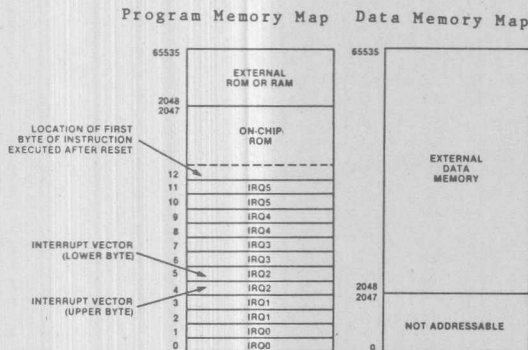 Program Memory Map
65535
EXTERNAL
ROM OR RAM
2048
2047
ON-CHIP
ROM
LOCATION OF FIRST
BYTE OF INSTRUCTION
EXECUTED AFTER RESET
12
11
IRQ5
10
IRQ5
9
IRQ4
8
IRQ4
7
IRQ3
6
IRQ3
INTERRUPT VECTOR
(LOWER BYTE)
5
IRQ2
4
IRQ2
INTERRUPT VECTOR
(UPPER BYTE)
3
IRQ1
2
IRQ1
1
IRQ0
0
IRQ0
Data Memory Map
65535
EXTERNAL
DATA
MEMORY
2048
2047
NOT ADDRESSABLE
0